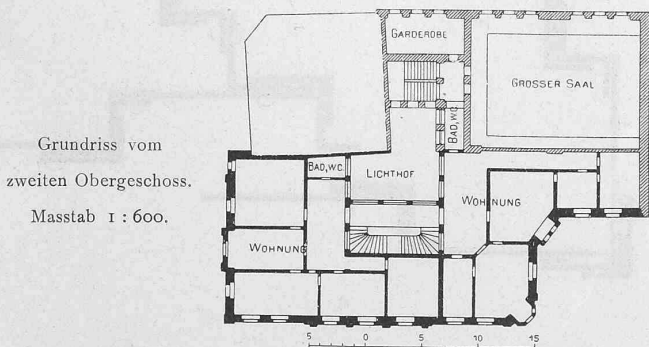 GARDEROBE
GROSSER SAAL
BAD,WC
Grundriss vom
zweiten Obergeschoss.
Masstab 1 : 600.
BAD,WC
LICHTHOF
WOHNUNG
WOHNUNG
5 0 5 10 15